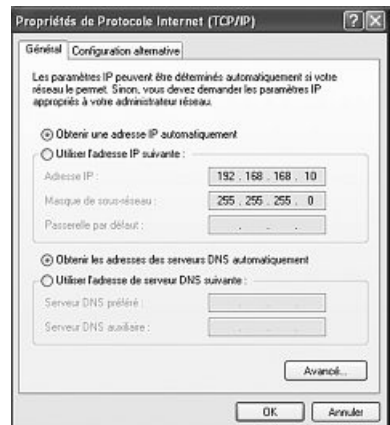 Propriétés de Protocole Internet (TCP/IP)
Général
Configuration alternative
Les paramètres IP peuvent être déterminés automatiquement si votre
réseau le permet. Sinon, vous devez demander les paramètres IP
appropriés à votre administrateur réseau.
Obtenir une adresse IP automatiquement
Utiliser l'adresse IP suivante :
Adresse IP : 192 . 168 . 168 . 10
Masque de sous-réseau : 255 . 255 . 255 . 0
Passerelle par défaut : . . .
Obtenir les adresses des serveurs DNS automatiquement
Utiliser l'adresse de serveur DNS suivante :
Serveur DNS préféré : . . .
Serveur DNS auxiliaire : . . .
Avancé...
OK Annuler